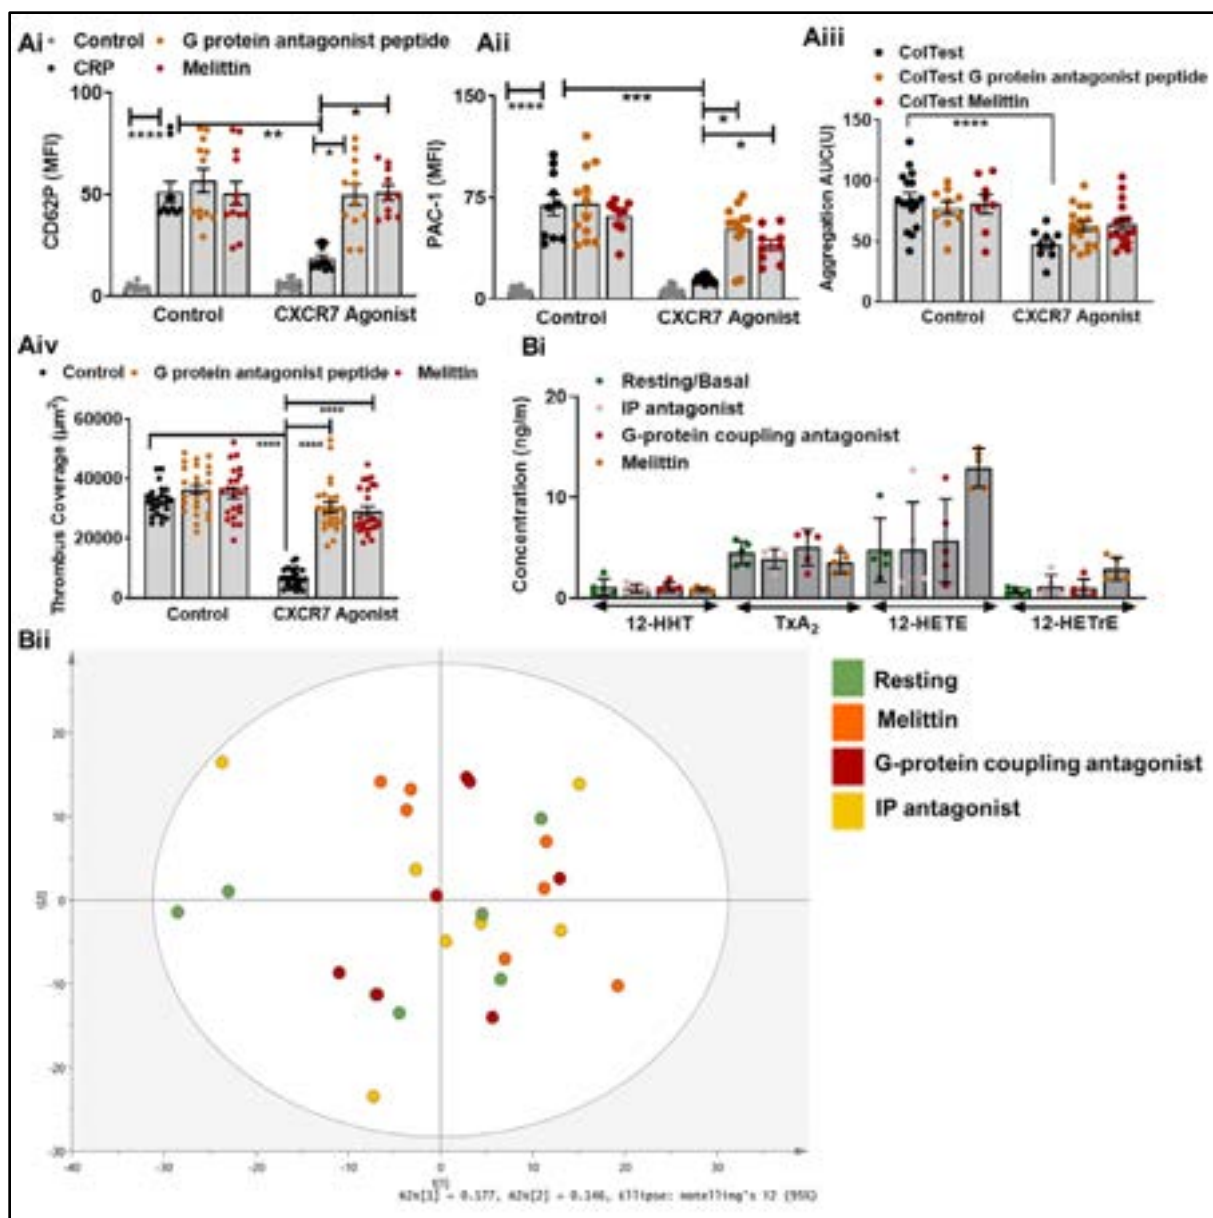 Ai
Control
G protein antagonist peptide
CRP
Melittin
100
50
0
CD62P (MFI)
****
**
*
*
Control
CXCR7 Agonist
Aii
150
75
0
PAC-1 (MFI)
****
***
*
*
Control
CXCR7 Agonist
Aiii
ColTest
ColTest G protein antagonist peptide
ColTest Melittin
150
100
50
0
Aggregation AUC(U)
****
Control
CXCR7 Agonist
Aiv
Control
G protein antagonist peptide
Melittin
60000
40000
20000
0
Thrombus Coverage (µm²)
****
****
****
Control
CXCR7 Agonist
Bi
Resting/Basal
IP antagonist
G-protein coupling antagonist
Melittin
20
10
0
Concentration (ng/m)
12-HHT
TxA₂
12-HETE
12-HETrE
Bii
20
10
0
-10
-20
-30
-40
-30
-20
-10
0
10
20
30
Resting
Melittin
G-protein coupling antagonist
IP antagonist